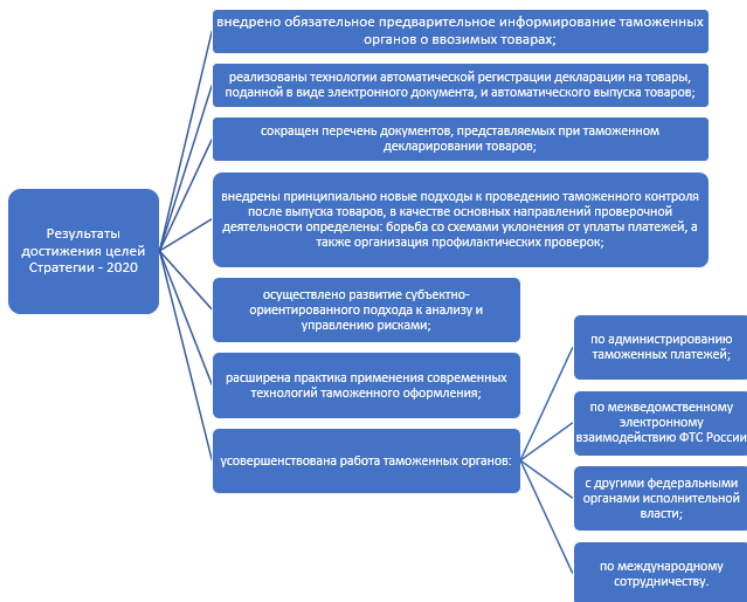 Результаты
достижения целей
Стратегии - 2020
внедрено обязательное предварительное информирование таможенных
органов о ввозимых товарах;
реализованы технологии автоматической регистрации декларации на товары,
поданной в виде электронного документа, и автоматического выпуска товаров;
сокращен перечень документов, представляемых при таможенном
декларировании товаров;
внедрены принципиально новые подходы к проведению таможенного контроля
после выпуска товаров, в качестве основных направлений проверочной
деятельности определены: борьба со схемами уклонения от уплаты платежей, а
также организация профилактических проверок;
осуществлено развитие субъектно-
ориентированного подхода к анализу и
управлению рисками;
расширена практика применения современных
технологий таможенного оформления;
усовершенствована работа таможенных органов:
по администрированию
таможенных платежей;
по межведомственному
электронному
взаимодействию ФТС России
с другими федеральными
органами исполнительной
власти;
по международному
сотрудничеству.